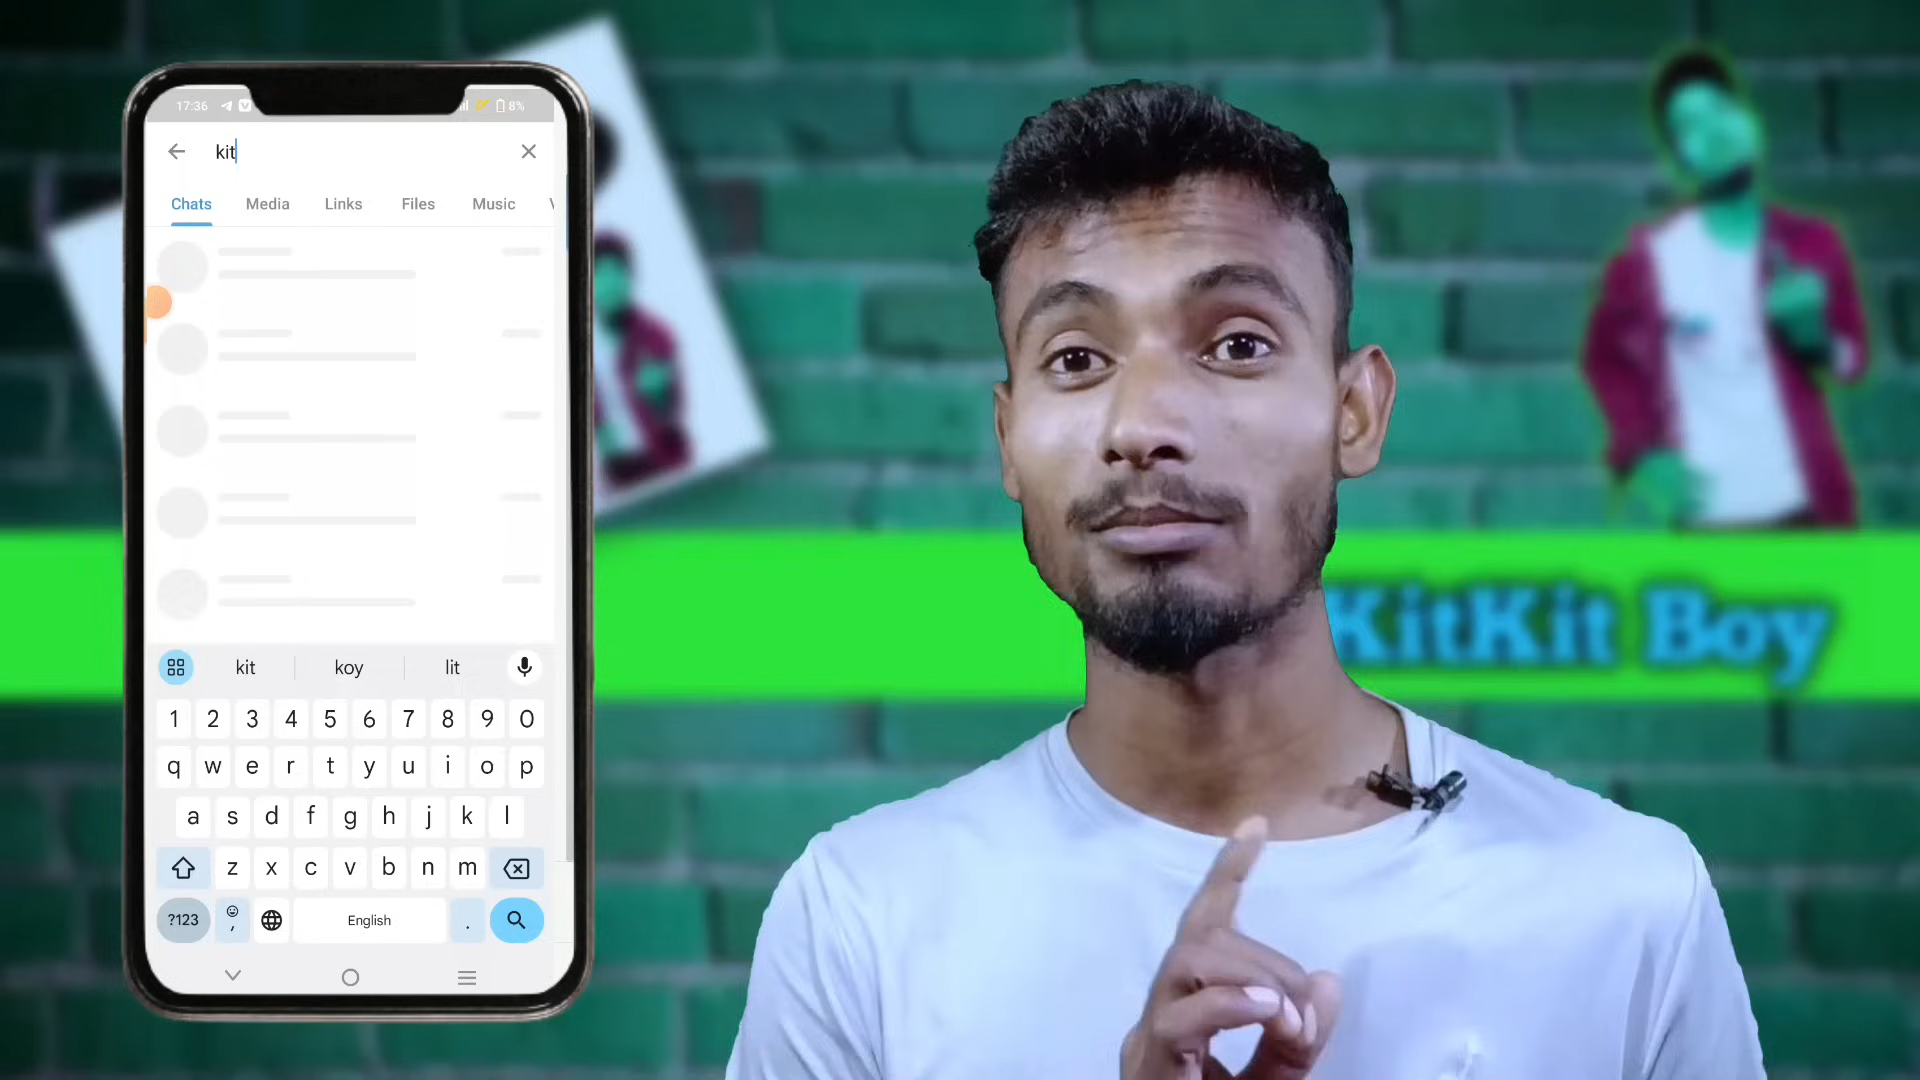 17:36
8%
kit
Chats Media Links Files Music
kit koy lit
1 2 3 4 5 6 7 8 9 0
q w e r t y u i o p
a s d f g h j k l
z x c v b n m
?123 , English .
KitKit Boy